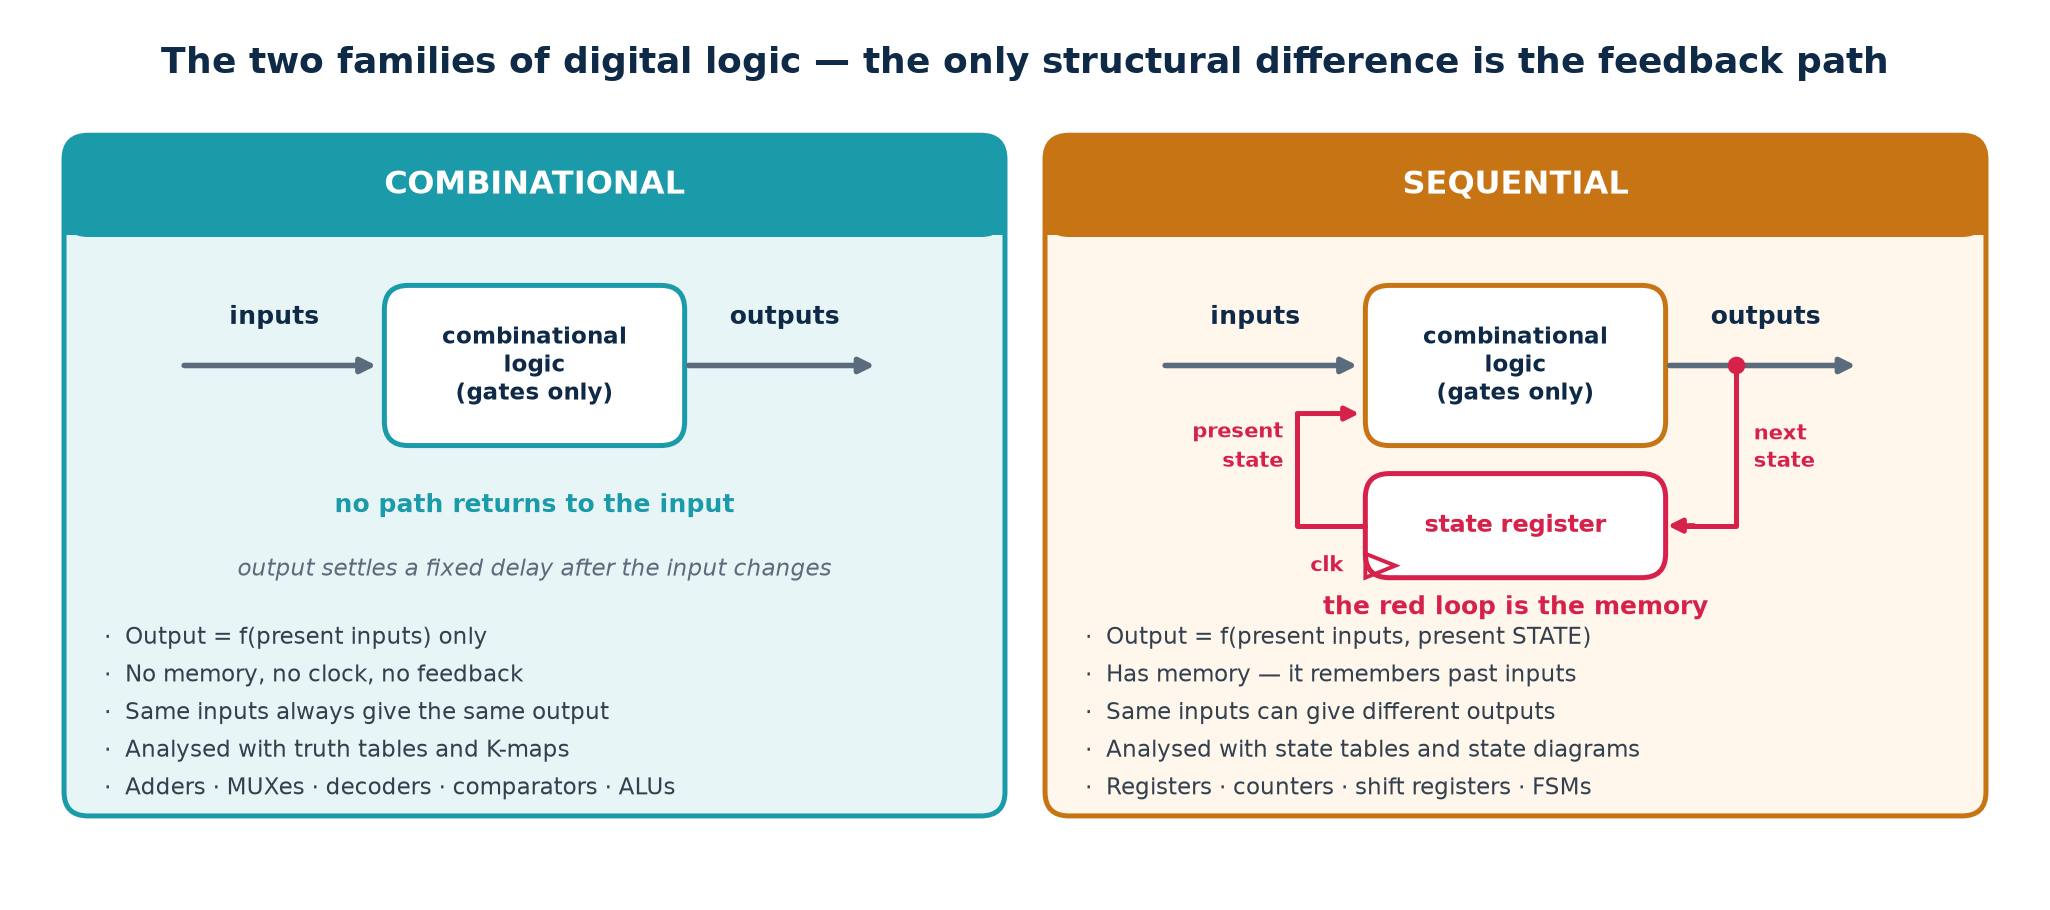 The two families of digital logic — the only structural difference is the feedback path
COMBINATIONAL
inputs
combinational
logic
(gates only)
outputs
no path returns to the input
output settles a fixed delay after the input changes
· Output = f(present inputs) only
· No memory, no clock, no feedback
· Same inputs always give the same output
· Analysed with truth tables and K-maps
· Adders · MUXes · decoders · comparators · ALUs
SEQUENTIAL
inputs
combinational
logic
(gates only)
outputs
present
state
next
state
state register
clk
the red loop is the memory
· Output = f(present inputs, present STATE)
· Has memory — it remembers past inputs
· Same inputs can give different outputs
· Analysed with state tables and state diagrams
· Registers · counters · shift registers · FSMs